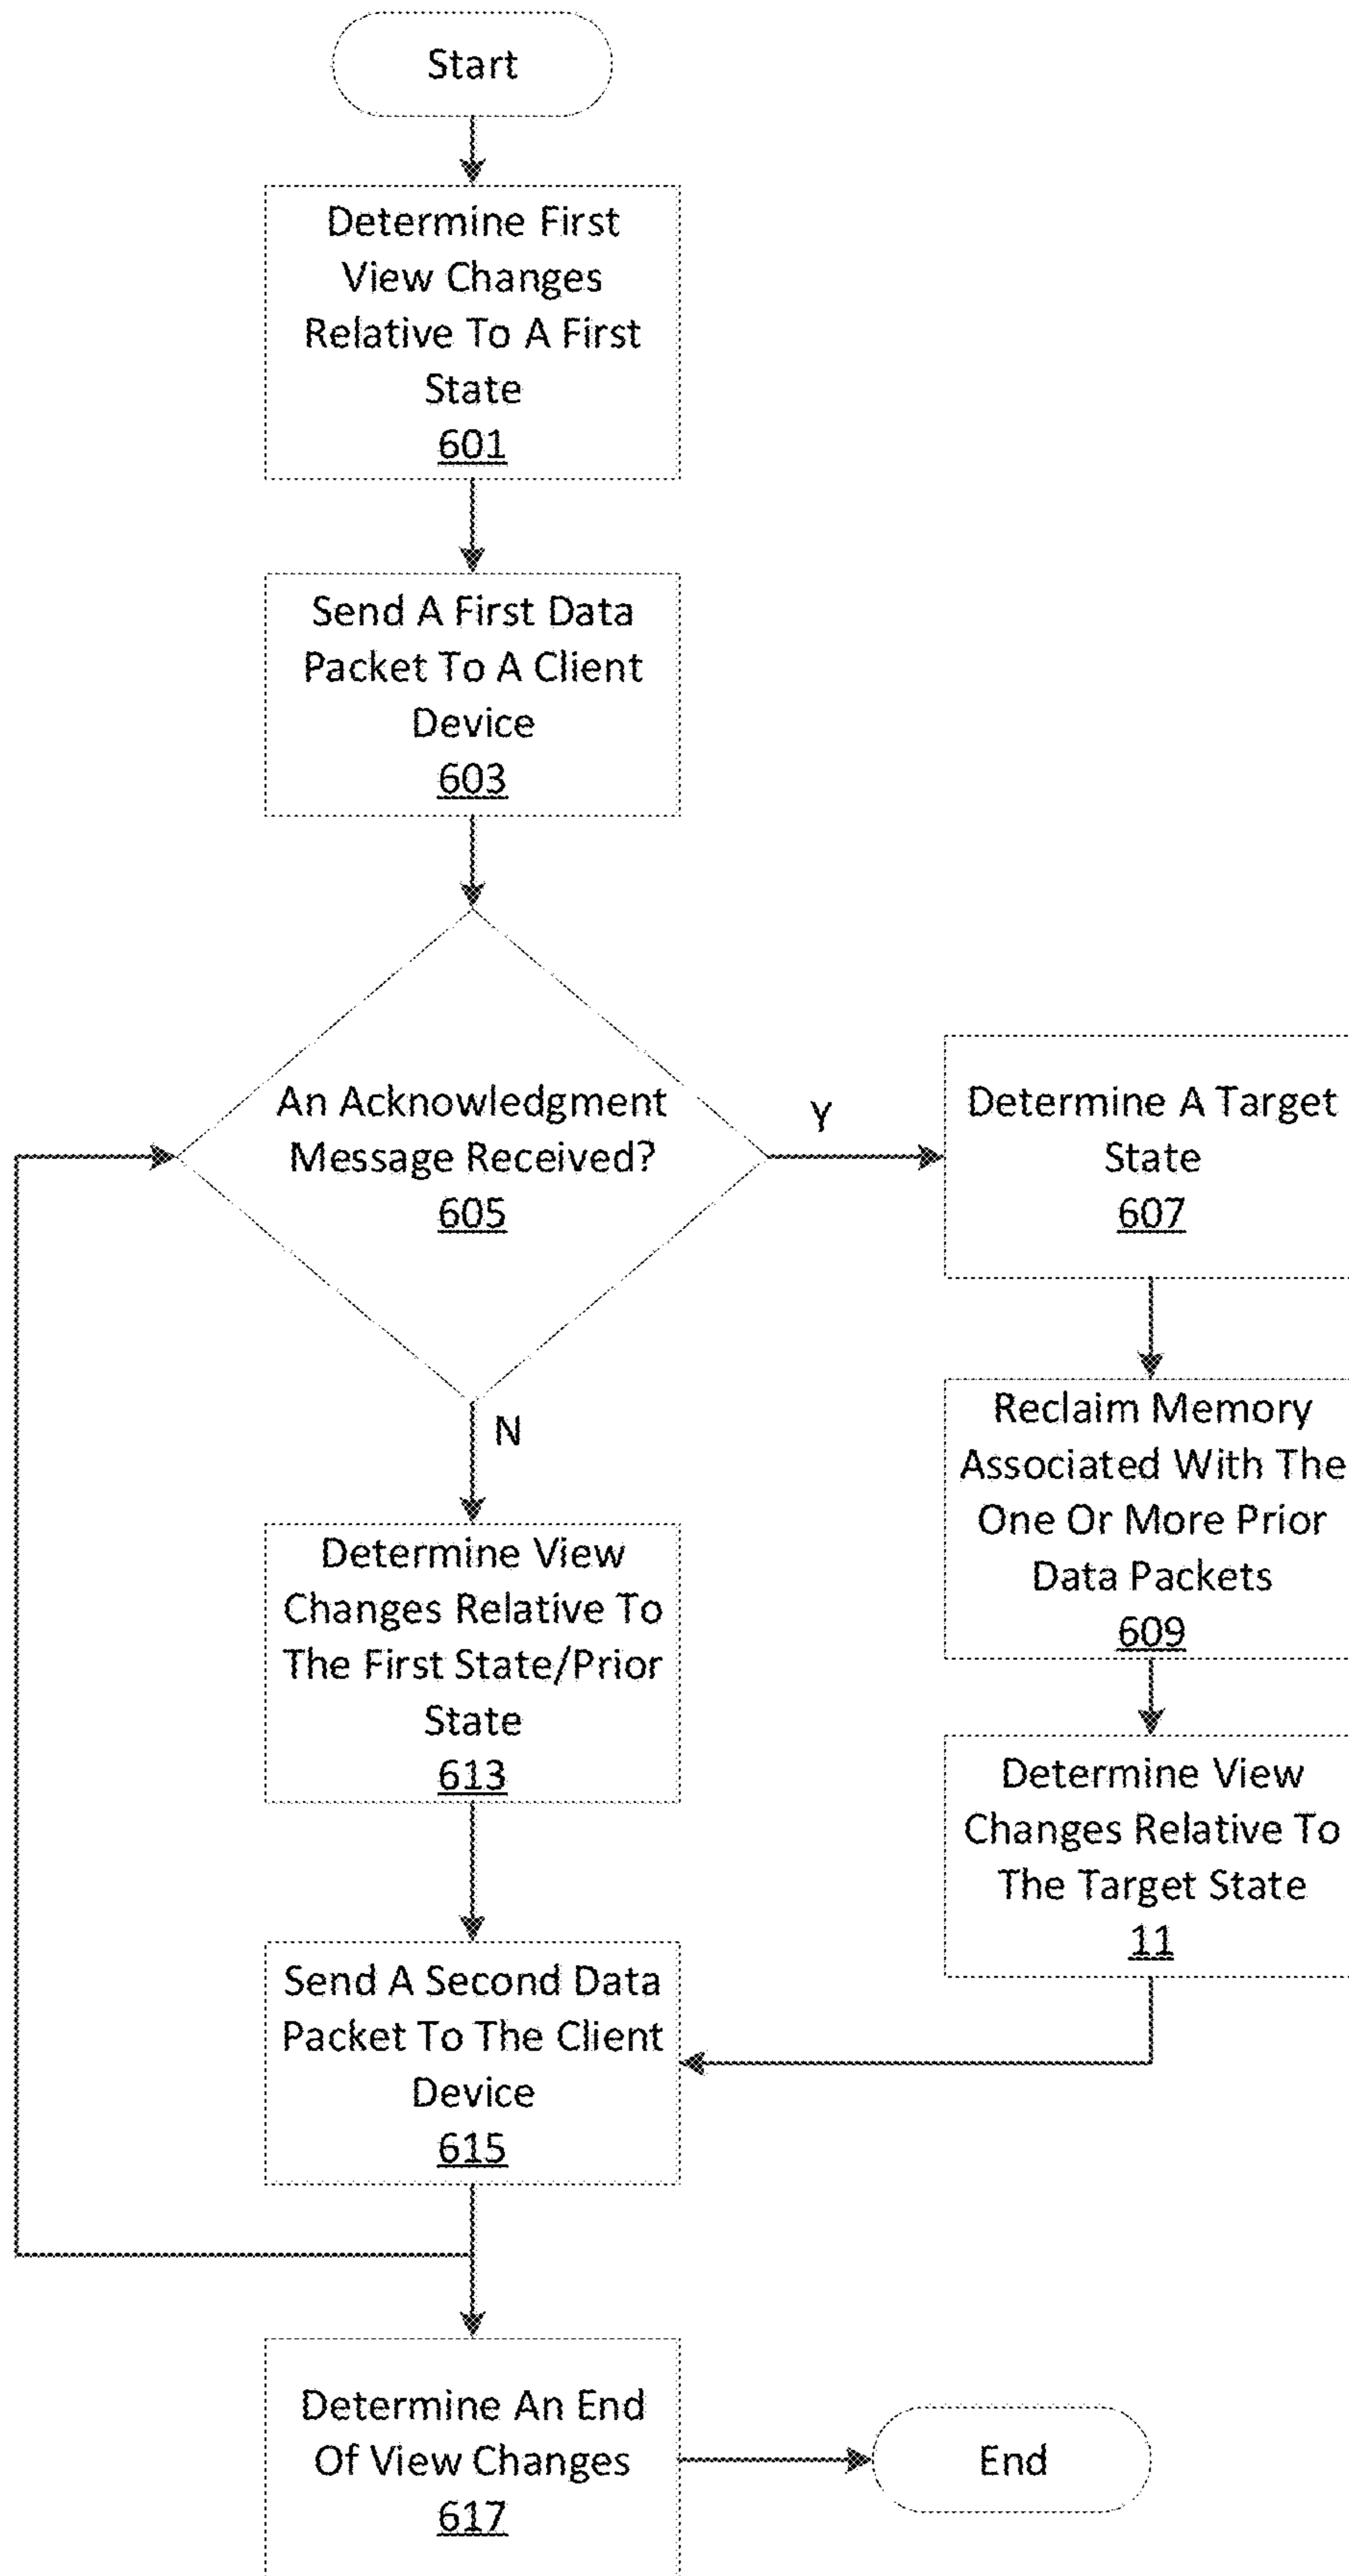 Start
Determine First
View Changes
Relative To A First
State
601
Send A First Data
Packet To A Client
Device
603
An Acknowledgment
Message Received?
605
Y
Determine A Target
State
607
N
Reclaim Memory
Associated With The
One Or More Prior
Data Packets
609
Determine View
Changes Relative To
The First State/Prior
State
613
Determine View
Changes Relative To
The Target State
11
Send A Second Data
Packet To The Client
Device
615
Determine An End
Of View Changes
617
End